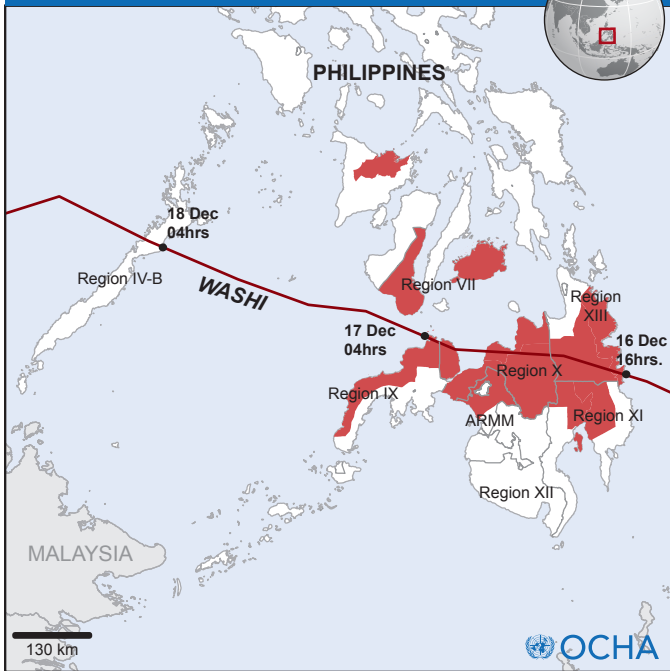 PHILIPPINES
18 Dec
04hrs
Region IV-B
WASHI
Region VII
Region
XIII
17 Dec
04hrs
16 Dec
16hrs.
Region X
Region IX
ARMM
Region XI
Region XII
MALAYSIA
130 km
OCHA